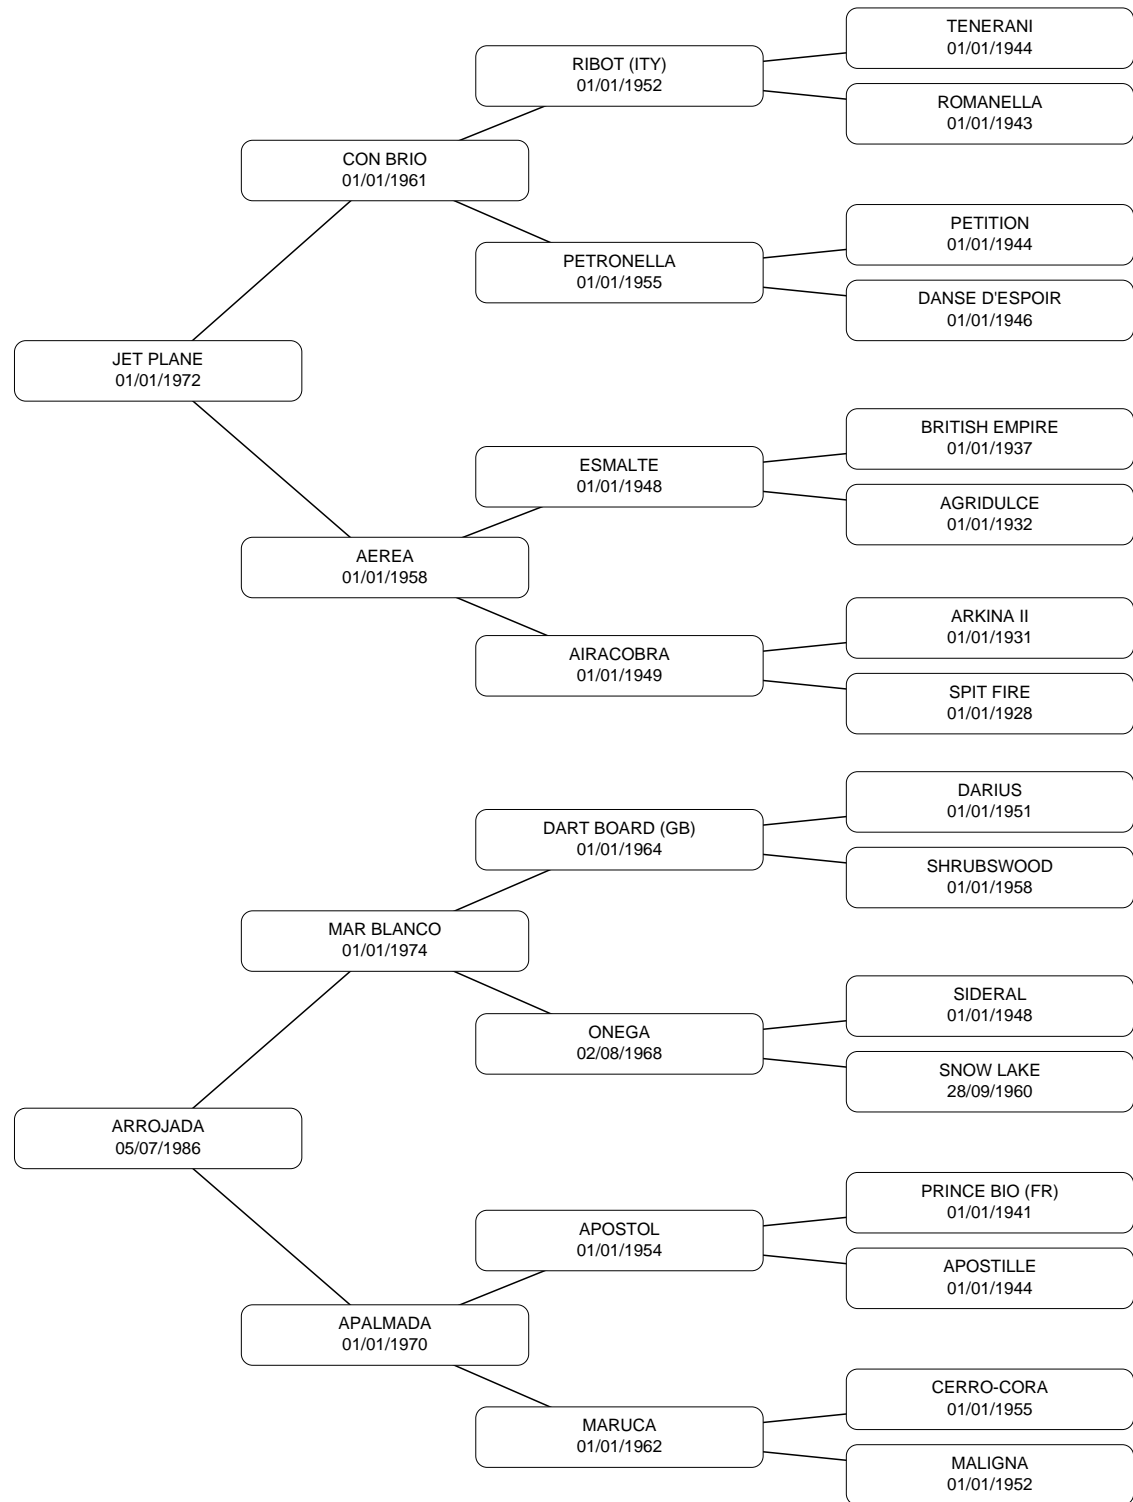 TENERANI
01/01/1944
RIBOT (ITY)
01/01/1952
ROMANELLA
01/01/1943
CON BRIO
01/01/1961
PETITION
01/01/1944
PETRONELLA
01/01/1955
DANSE D'ESPOIR
01/01/1946
JET PLANE
01/01/1972
BRITISH EMPIRE
01/01/1937
ESMALTE
01/01/1948
AGRIDULCE
01/01/1932
AEREA
01/01/1958
ARKINA II
01/01/1931
AIRACOBRA
01/01/1949
SPIT FIRE
01/01/1928
DARIUS
01/01/1951
DART BOARD (GB)
01/01/1964
SHRUBSWOOD
01/01/1958
MAR BLANCO
01/01/1974
SIDERAL
01/01/1948
ONEGA
02/08/1968
SNOW LAKE
28/09/1960
ARROJADA
05/07/1986
PRINCE BIO (FR)
01/01/1941
APOSTOL
01/01/1954
APOSTILLE
01/01/1944
APALMADA
01/01/1970
CERRO-CORA
01/01/1955
MARUCA
01/01/1962
MALIGNA
01/01/1952